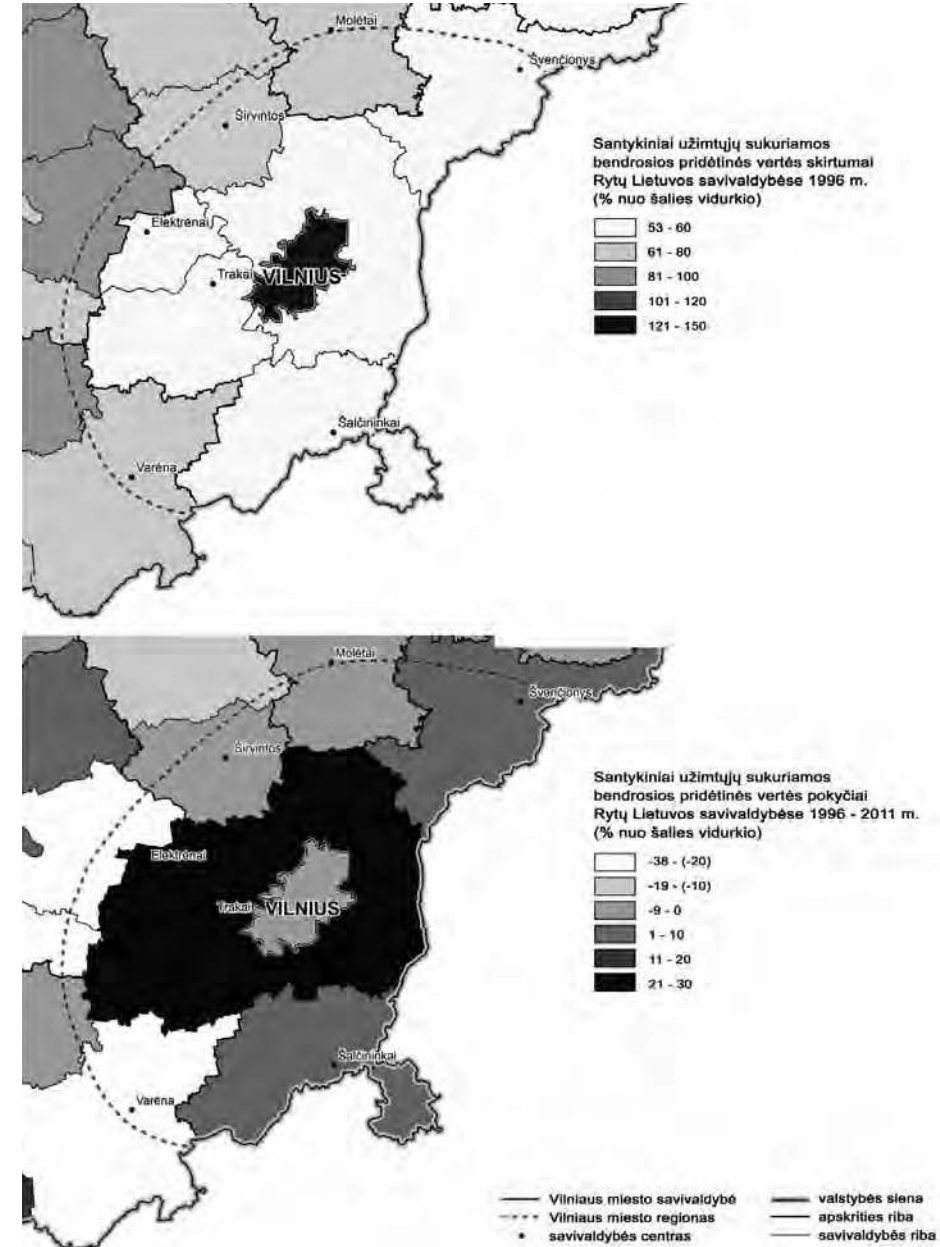 Molėtai
Švenčionys
Širvintos
Elektrėnai
Trakai
VILNIUS
Šalčininkai
Varėna
Santykiniai užimtųjų sukuriamos
bendrosios pridėtinės vertės skirtumai
Rytų Lietuvos savivaldybėse 1996 m.
(% nuo šalies vidurkio)
53 - 60
61 - 80
81 - 100
101 - 120
121 - 150
Molėtai
Švenčionys
Širvintos
Elektrėnai
Trakai
VILNIUS
Šalčininkai
Varėna
Santykiniai užimtųjų sukuriamos
bendrosios pridėtinės vertės pokyčiai
Rytų Lietuvos savivaldybėse 1996 - 2011 m.
(% nuo šalies vidurkio)
-38 - (-20)
-19 - (-10)
-9 - 0
1 - 10
11 - 20
21 - 30
Vilniaus miesto savivaldybė
Vilniaus miesto regionas
savivaldybės centras
valstybės siena
apskrities riba
savivaldybės riba